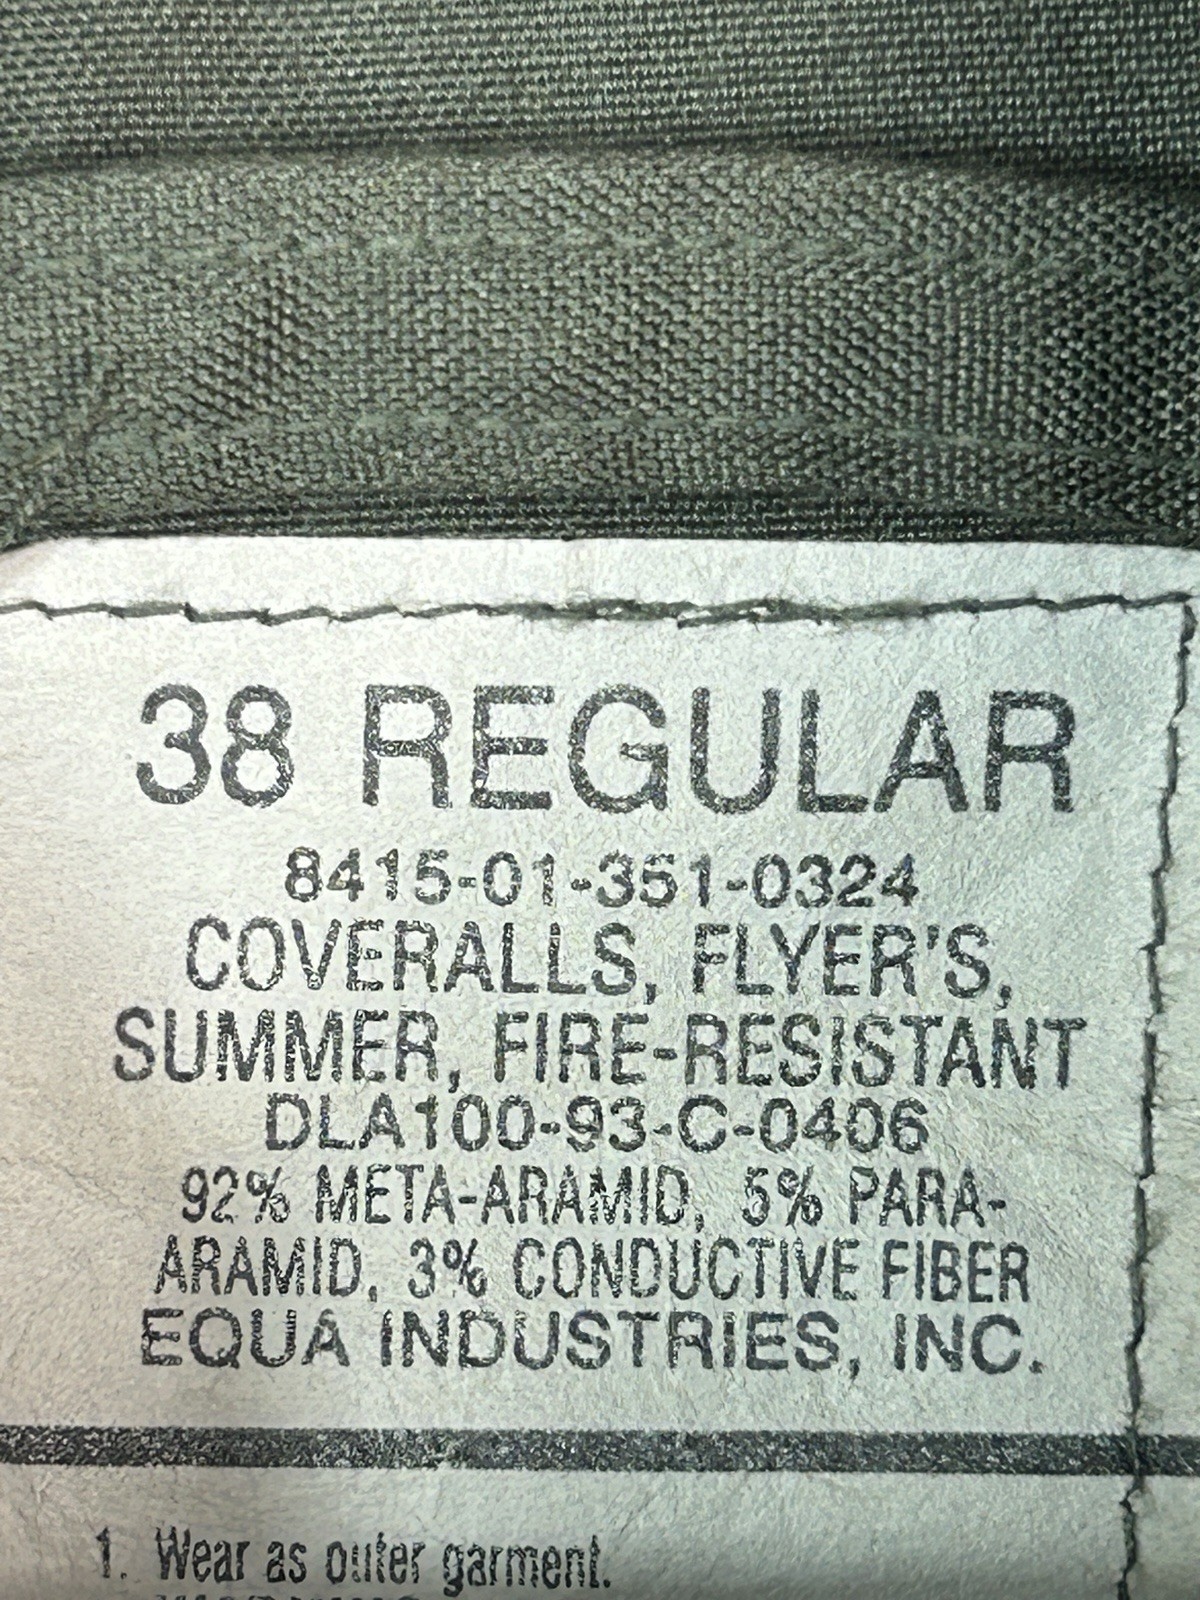 38 REGULAR
8415-01-351-0324
COVERALLS, FLYER'S,
SUMMER, FIRE-RESISTANT
DLA100-93-C-0406
92% META-ARAMID, 5% PARA-
ARAMID, 3% CONDUCTIVE FIBER
EQUA INDUSTRIES, INC.
1. Wear as outer garment.